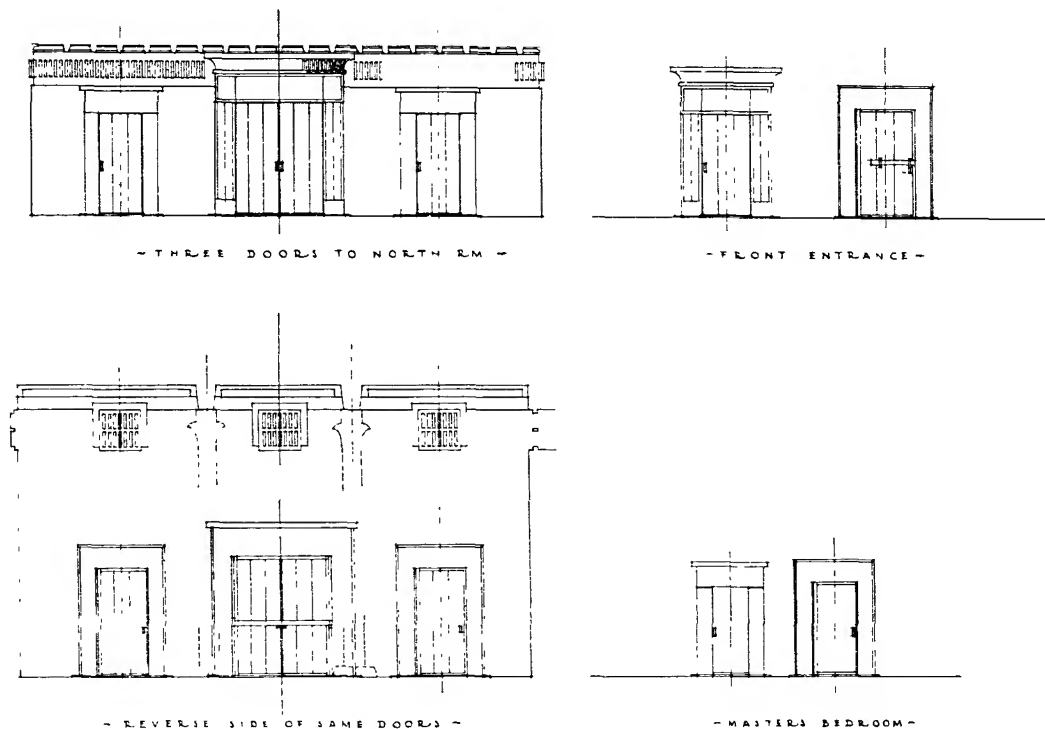 ~ THREE DOORS TO NORTH RM ~
~ FRONT ENTRANCE ~
~ REVERSE SIDE OF SAME DOORS ~
~ MASTERS BEDROOM ~